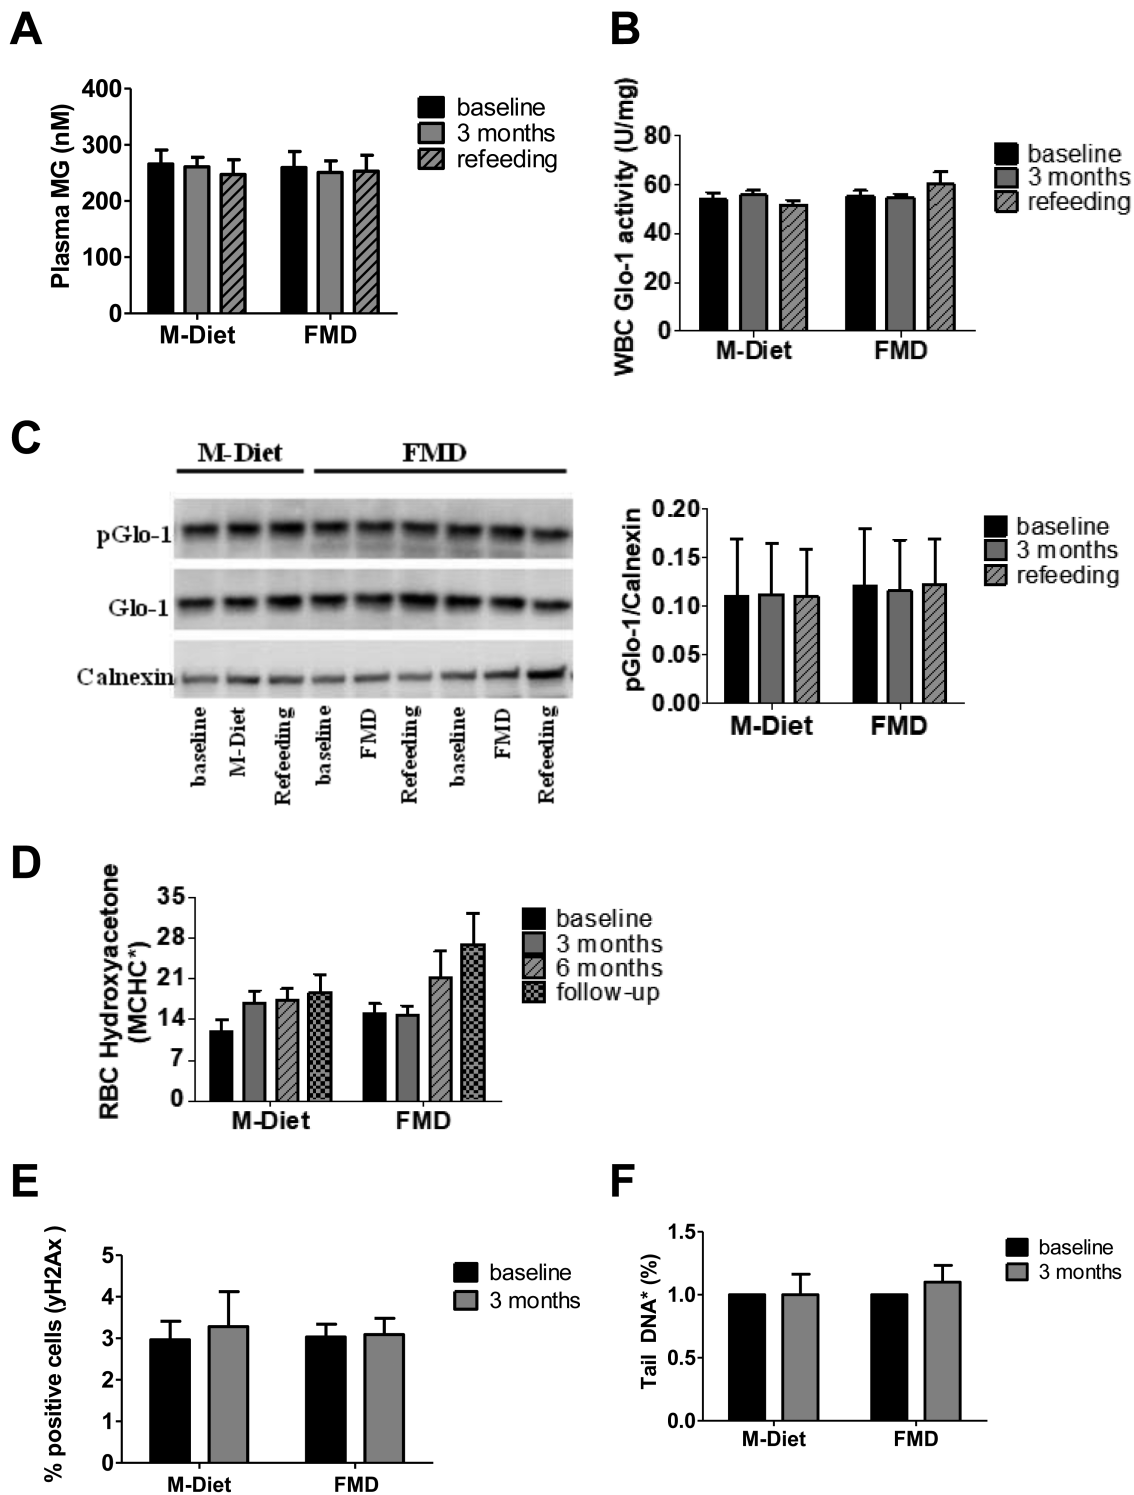 A
Plasma MG (nM)
400
300
200
100
0
M-Diet
FMD
baseline
3 months
refeeding
B
WBC Glo-1 activity (U/mg)
80
60
40
20
0
M-Diet
FMD
baseline
3 months
refeeding
C
M-Diet
FMD
pGlo-1
Glo-1
Calnexin
baseline
M-Diet
Refeeding
baseline
FMD
Refeeding
baseline
FMD
Refeeding
pGlo-1/Calnexin
0.20
0.15
0.10
0.05
0.00
M-Diet
FMD
baseline
3 months
refeeding
D
RBC Hydroxyacetone
(MCHC*)
35
28
21
14
7
0
M-Diet
FMD
baseline
3 months
6 months
follow-up
E
% positive cells (yH2Ax )
5
4
3
2
1
0
M-Diet
FMD
baseline
3 months
F
Tail DNA* (%)
1.5
1.0
0.5
0.0
M-Diet
FMD
baseline
3 months